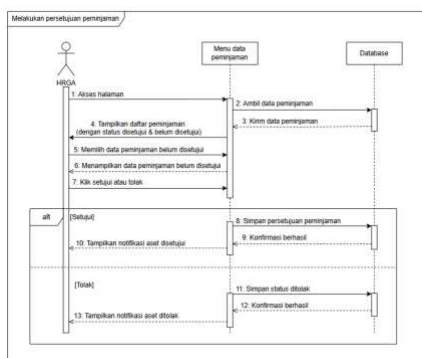 Melakukan persetujuan peminjaman
Menu data
peminjaman
Database
HRGA
1: Akses halaman
2: Ambil data peminjaman
3: Kirim data peminjaman
4: Tampilkan daftar peminjaman
(dengan status disetujui & belum disetujui)
5: Memilih data peminjaman belum disetujui
6: Menampilkan data peminjaman belum disetujui
7: Klik setujui atau tolak
alt
[Setujui]
8: Simpan persetujuan peminjaman
9: Konfirmasi berhasil
10: Tampilkan notifikasi aset disetujui
[Tolak]
11: Simpan status ditolak
12: Konfirmasi berhasil
13: Tampilkan notifikasi aset ditolak